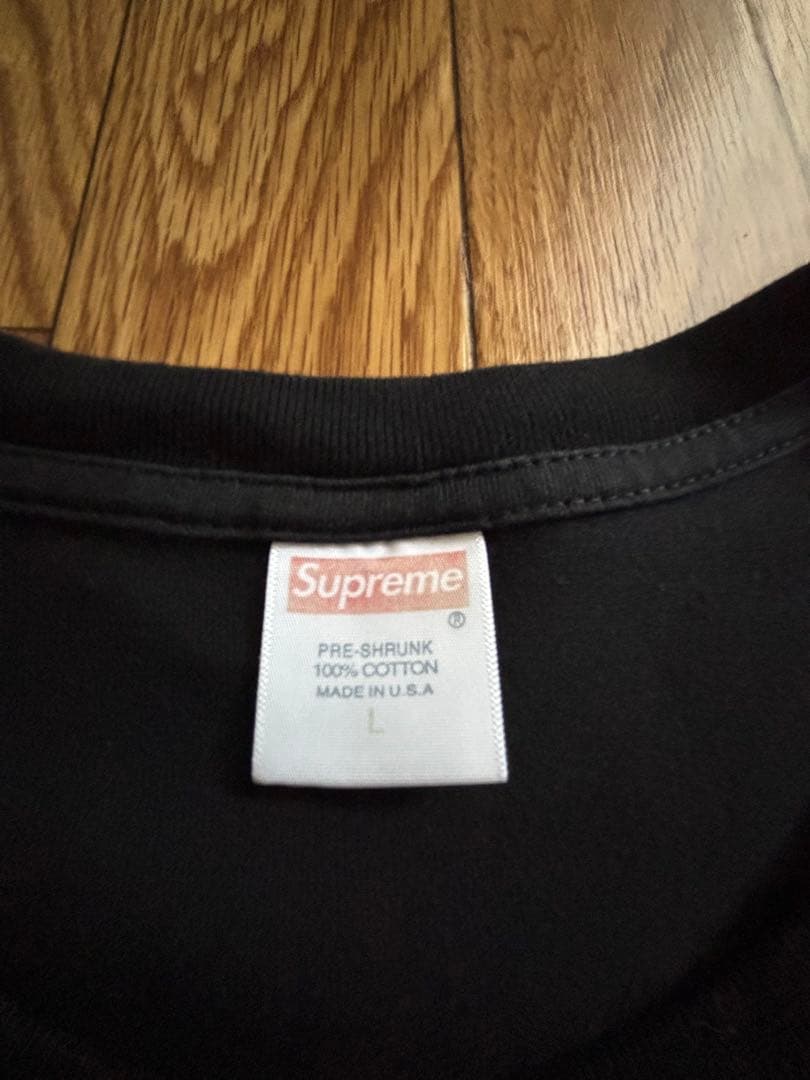 Supreme
®
PRE-SHRUNK
100% COTTON
MADE IN U.S.A
L